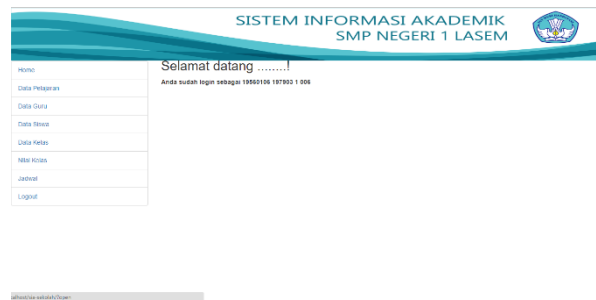 SISTEM INFORMASI AKADEMIK
SMP NEGERI 1 LASEM
Selamat datang ........!
Anda sudah login sebagai 19560106 197903 1 006
Home
Data Pelajaran
Data Guru
Data Siswa
Data Kelas
Nilai Kelas
Jadwal
Logout